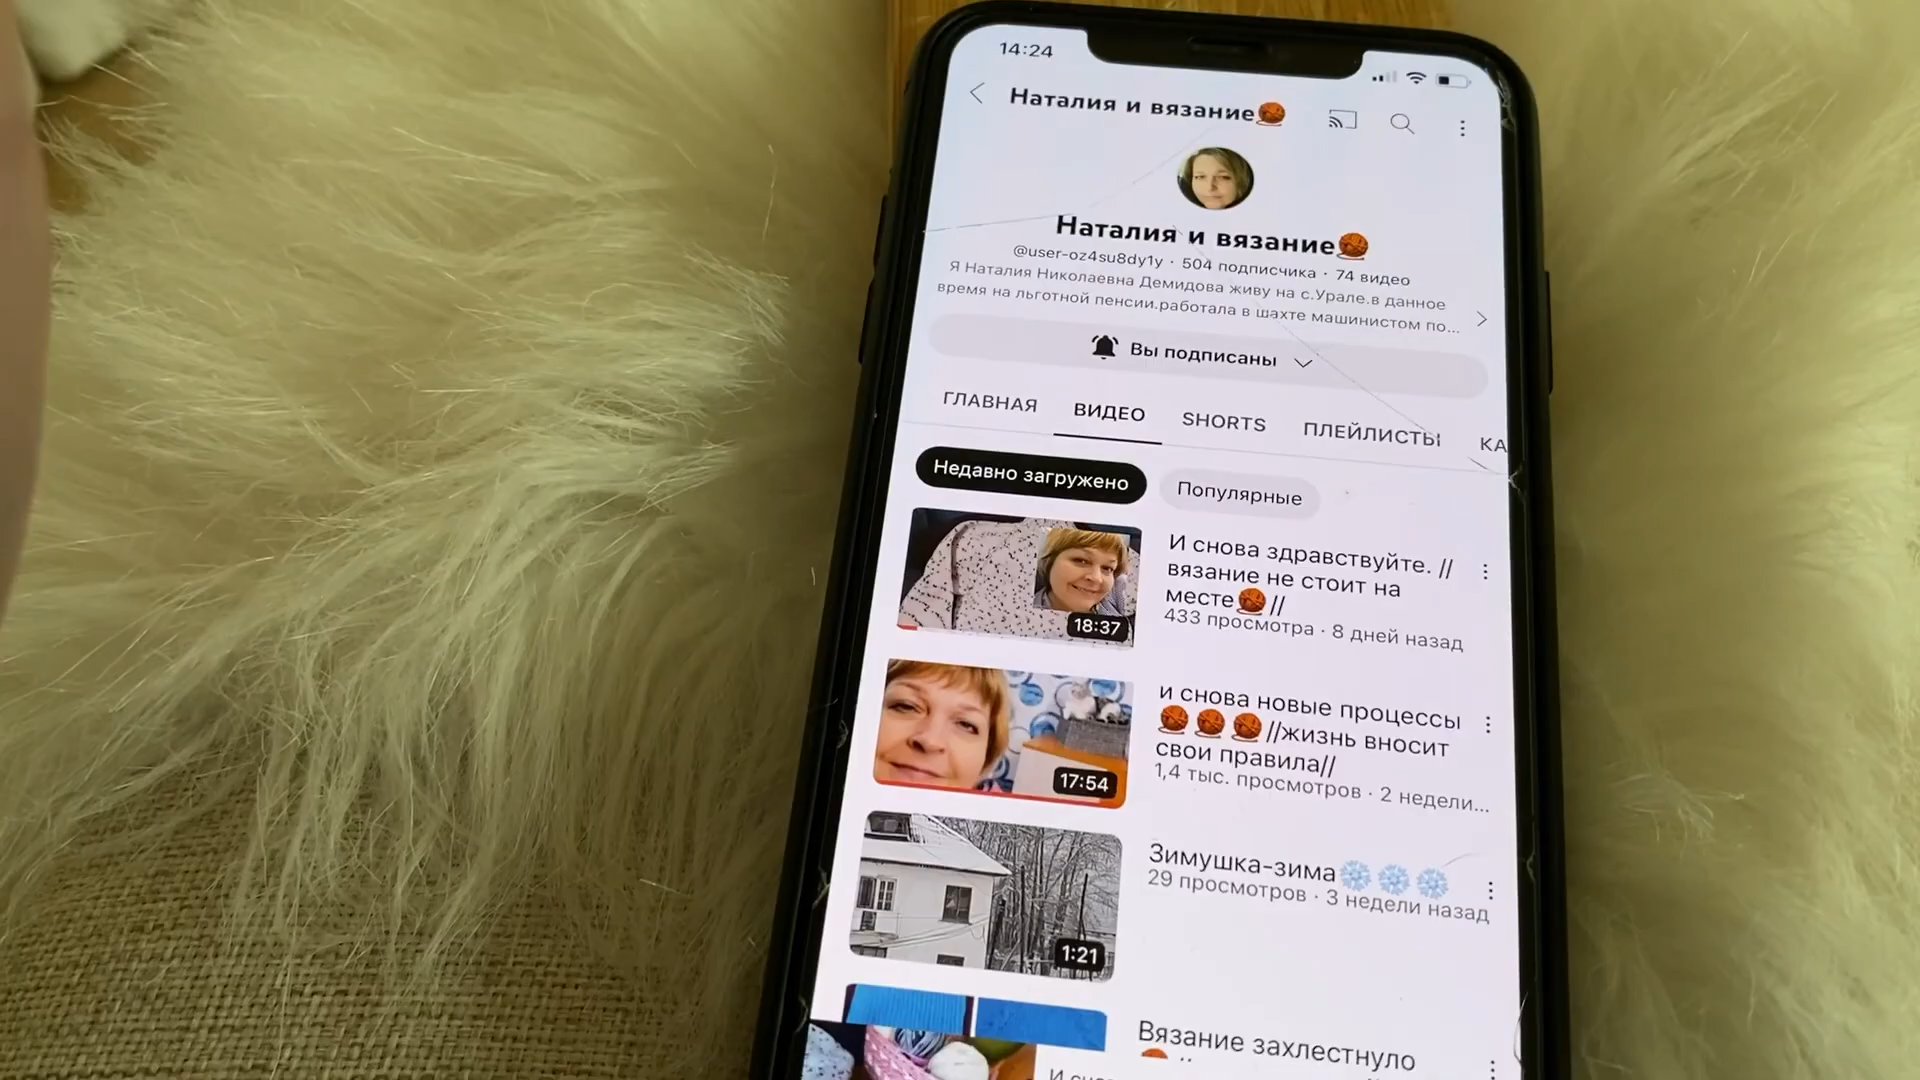 14:24
Наталия и вязание🧶
Наталия и вязание🧶
@user-oz4su8dy1y · 504 подписчика · 74 видео
Я Наталия Николаевна Демидова живу на с.Урале.в данное
время на льготной пенсии.работала в шахте машинистом по...
Вы подписаны
ГЛАВНАЯ ВИДЕО SHORTS ПЛЕЙЛИСТЫ КА
Недавно загружено Популярные
И снова здравствуйте. //
вязание не стоит на
месте🧶//
433 просмотра · 8 дней назад
18:37
и снова новые процессы
🧶🧶🧶//жизнь вносит
свои правила//
1,4 тыс. просмотров · 2 недели...
17:54
Зимушка-зима❄️❄️❄️
29 просмотров · 3 недели назад
1:21
Вязание захлестнуло